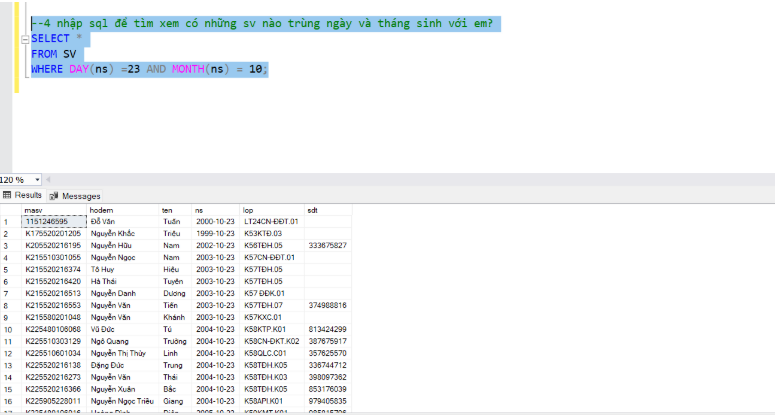 --4 nhập sql để tìm xem có những sv nào trùng ngày và tháng sinh với em?
SELECT *
FROM SV
WHERE DAY(ns) =23 AND MONTH(ns) = 10;
120 %
Results Messages
masv hodem ten ns lop sdt
1 1151246595 Đỗ Văn Tuấn 2000-10-23 LT24CN-ĐĐT.01
2 K175520201205 Nguyễn Khắc Triệu 1999-10-23 K53KTĐ.03
3 K205520216195 Nguyễn Hữu Nam 2002-10-23 K56TĐH.05 333675827
4 K215510301055 Nguyễn Ngọc Nam 2003-10-23 K57CN-ĐĐT.01
5 K215520216374 Tô Huy Hiệu 2003-10-23 K57TĐH.05
6 K215520216420 Hà Thái Tuyên 2003-10-23 K57TĐH.05
7 K215520216513 Nguyễn Danh Dương 2003-10-23 K57 ĐĐK.01
8 K215520216553 Nguyễn Văn Tiến 2003-10-23 K57TĐH.07 374988816
9 K215580201048 Nguyễn Văn Khánh 2003-10-23 K57KXC.01
10 K225480106068 Vũ Đức Tú 2004-10-23 K58KTP.K01 813424299
11 K225510303129 Ngô Quang Trưởng 2004-10-23 K58CN-ĐKT.K02 387675917
12 K225510601034 Nguyễn Thị Thùy Linh 2004-10-23 K58QLC.C01 357625570
13 K225520216138 Đặng Đức Trung 2004-10-23 K58TĐH.K05 336744712
14 K225520216273 Nguyễn Văn Thái 2004-10-23 K58TĐH.K03 398097362
15 K225520216366 Nguyễn Xuân Bắc 2004-10-23 K58TĐH.K05 853176039
16 K225905228011 Nguyễn Ngọc Triều Giang 2004-10-23 K58API.K01 979405835